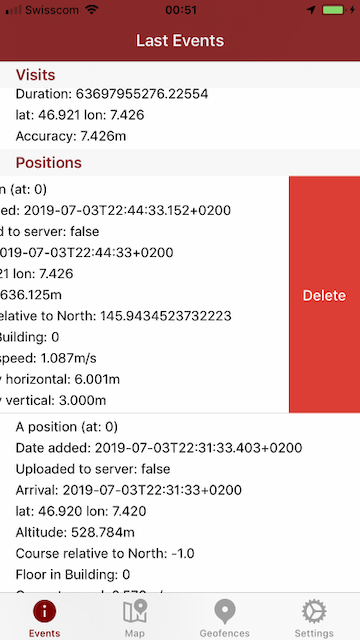 Swisscom 00:51
Last Events
Visits
Duration: 63697955276.22554
lat: 46.921 lon: 7.426
Accuracy: 7.426m
Positions
n (at: 0)
ed: 2019-07-03T22:44:33.152+0200
d to server: false
019-07-03T22:44:33+0200
21 lon: 7.426
636.125m
elative to North: 145.9434523732223
Building: 0
speed: 1.087m/s
y horizontal: 6.001m
y vertical: 3.000m
Delete
A position (at: 0)
Date added: 2019-07-03T22:31:33.403+0200
Uploaded to server: false
Arrival: 2019-07-03T22:31:33+0200
lat: 46.920 lon: 7.420
Altitude: 528.784m
Course relative to North: -1.0
Floor in Building: 0
Events Map Geofences Settings